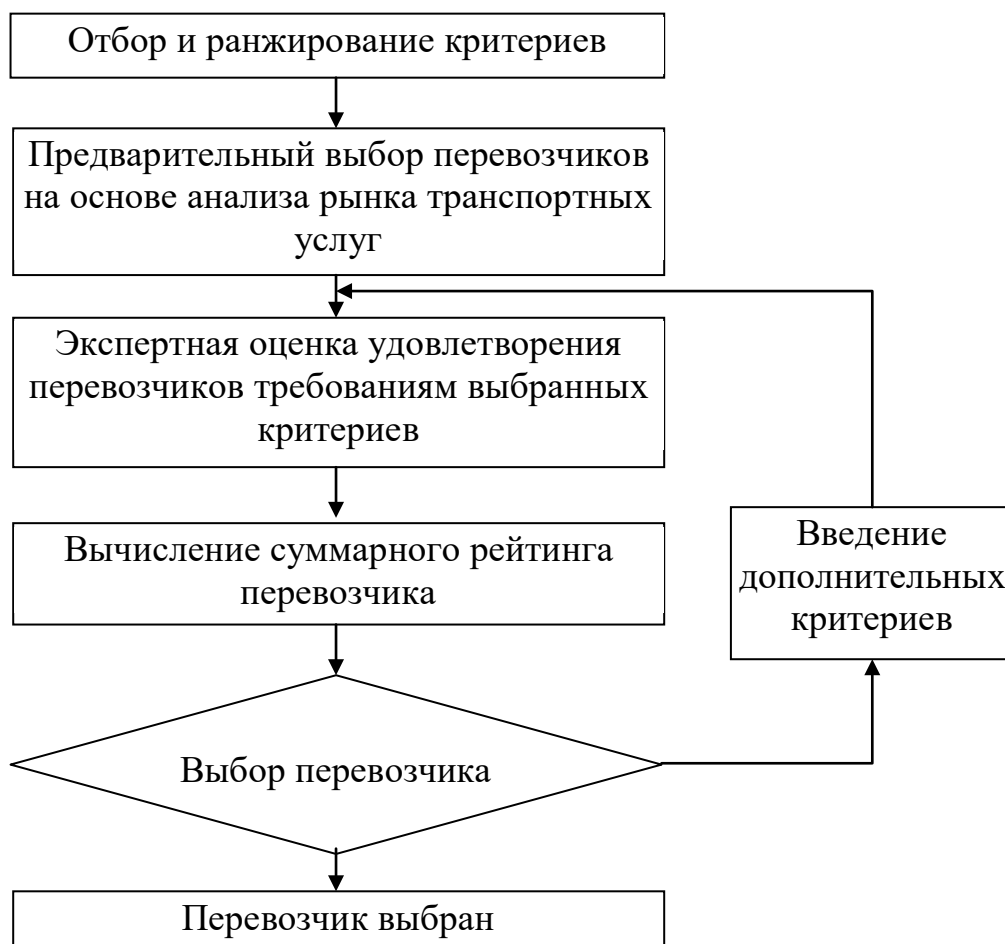 Отбор и ранжирование критериев
Предварительный выбор перевозчиков
на основе анализа рынка транспортных
услуг
Экспертная оценка удовлетворения
перевозчиков требованиям выбранных
критериев
Вычисление суммарного рейтинга
перевозчика
Введение
дополнительных
критериев
Выбор перевозчика
Перевозчик выбран